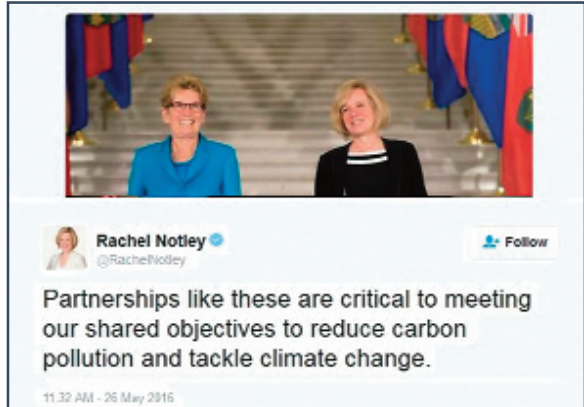 Rachel Notley
@RachelNotley
Follow
Partnerships like these are critical to meeting
our shared objectives to reduce carbon
pollution and tackle climate change.
11:32 AM - 26 May 2016